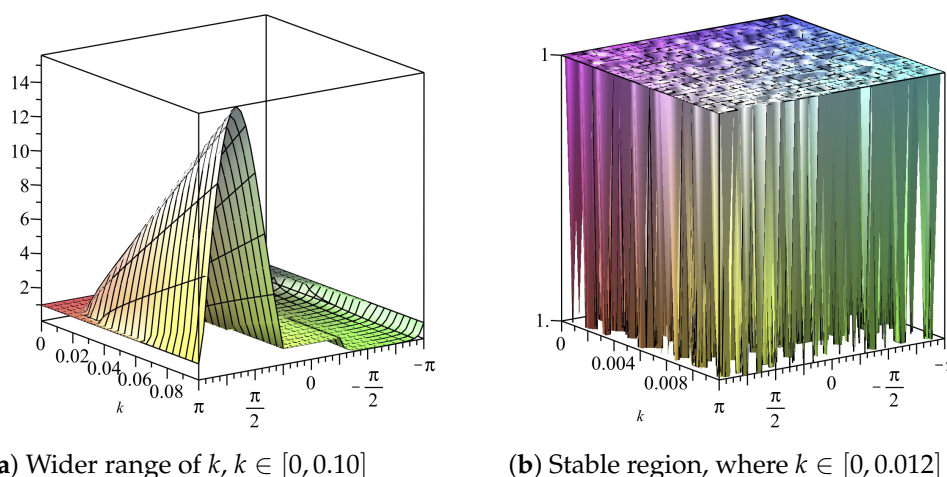 14
12
10
8
6
4
2
0
0.02
0.04
0.06
0.08
k
π
π/2
0
-π/2
-π
1
1.
0
0.004
0.008
k
π
π/2
0
-π/2
a) Wider range of k, k ∈ [0, 0.10]
(b) Stable region, where k ∈ [0, 0.012]